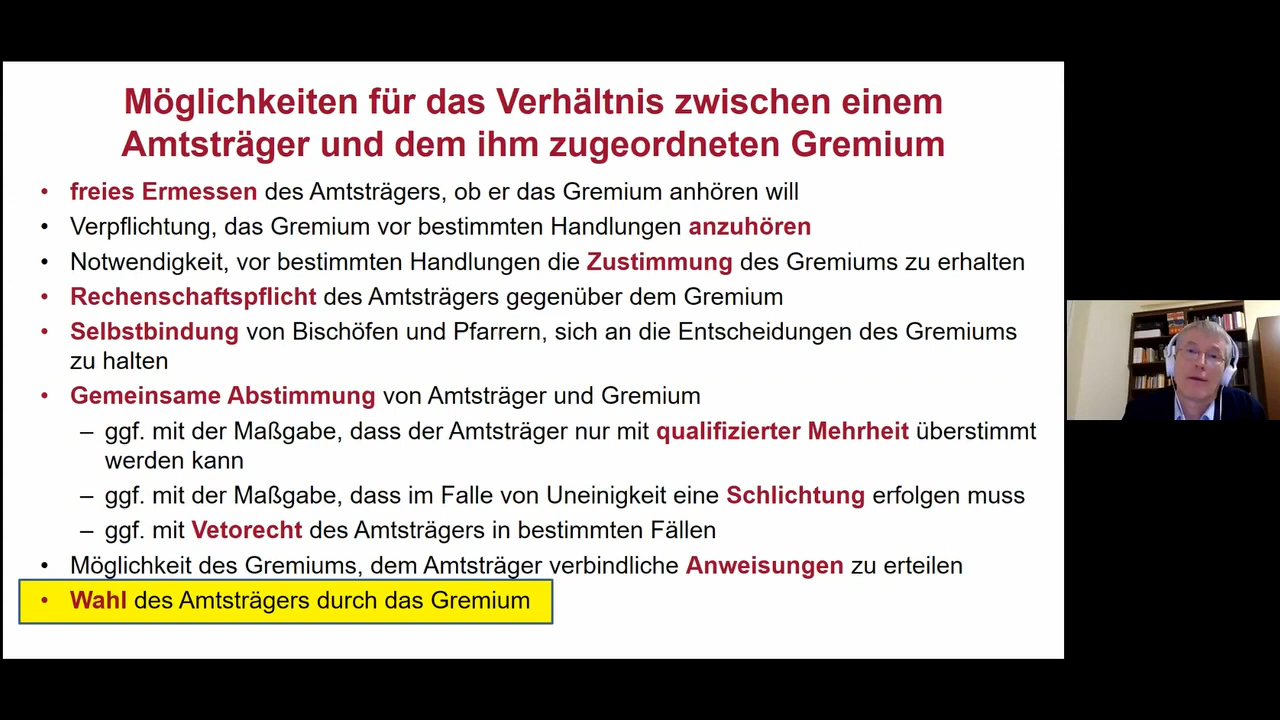 Möglichkeiten für das Verhältnis zwischen einem
Amtsträger und dem ihm zugeordneten Gremium
• freies Ermessen des Amtsträgers, ob er das Gremium anhören will
• Verpflichtung, das Gremium vor bestimmten Handlungen anzuhören
• Notwendigkeit, vor bestimmten Handlungen die Zustimmung des Gremiums zu erhalten
• Rechenschaftspflicht des Amtsträgers gegenüber dem Gremium
• Selbstbindung von Bischöfen und Pfarrern, sich an die Entscheidungen des Gremiums
zu halten
• Gemeinsame Abstimmung von Amtsträger und Gremium
– ggf. mit der Maßgabe, dass der Amtsträger nur mit qualifizierter Mehrheit überstimmt
werden kann
– ggf. mit der Maßgabe, dass im Falle von Uneinigkeit eine Schlichtung erfolgen muss
– ggf. mit Vetorecht des Amtsträgers in bestimmten Fällen
• Möglichkeit des Gremiums, dem Amtsträger verbindliche Anweisungen zu erteilen
• Wahl des Amtsträgers durch das Gremium